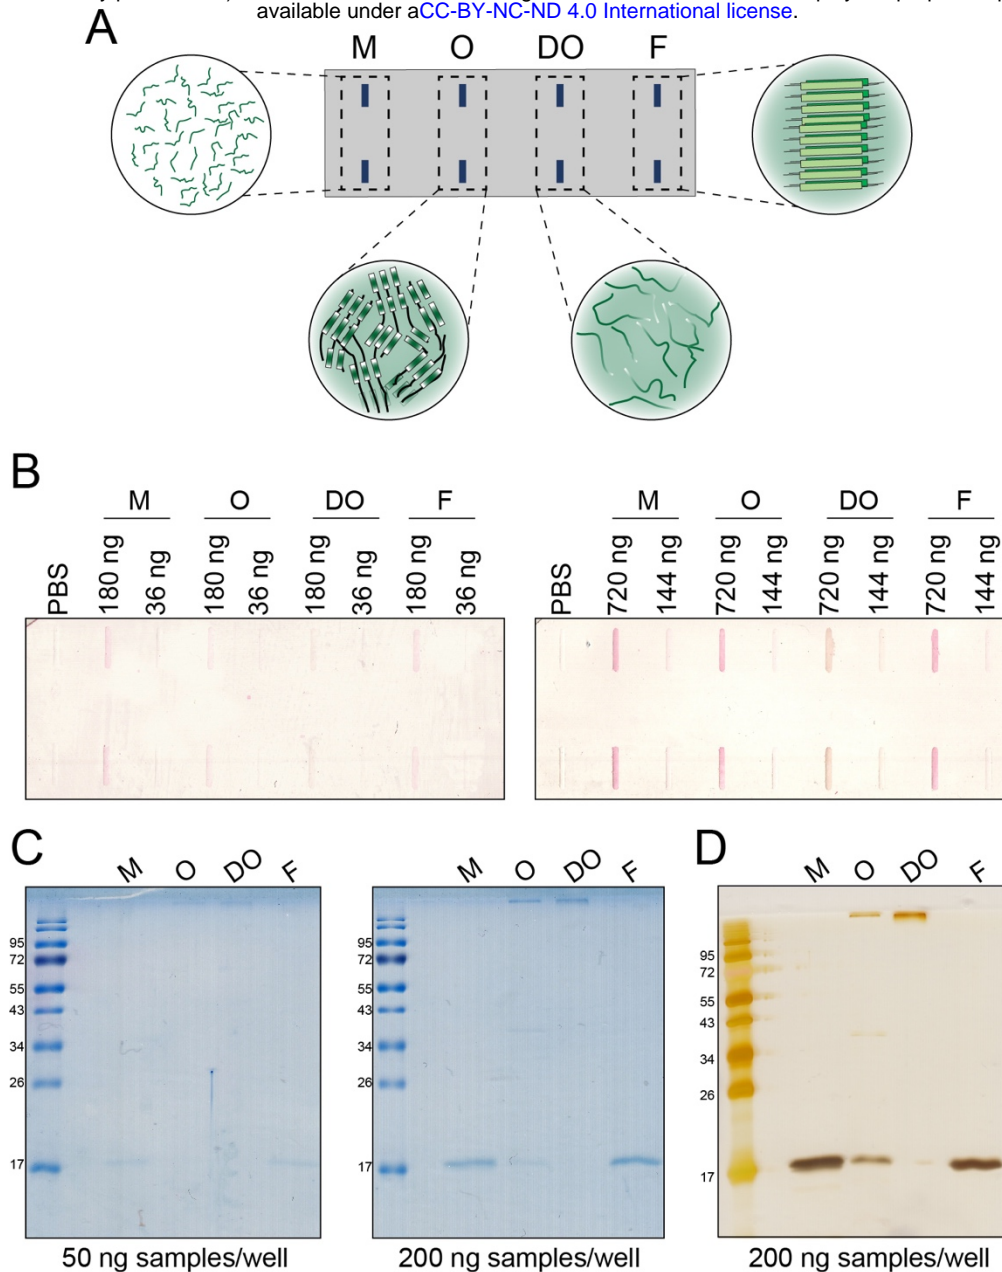 available under aCC-BY-NC-ND 4.0 International license.
A
M O DO F
B
M O DO F
PBS 180 ng 36 ng 180 ng 36 ng 180 ng 36 ng 180 ng 36 ng
M O DO F
PBS 720 ng 144 ng 720 ng 144 ng 720 ng 144 ng 720 ng 144 ng
C
M O DO F
95
72
55
43
34
26
17
50 ng samples/well
M O DO F
95
72
55
43
34
26
17
200 ng samples/well
D
M O DO F
95
72
55
43
34
26
17
200 ng samples/well